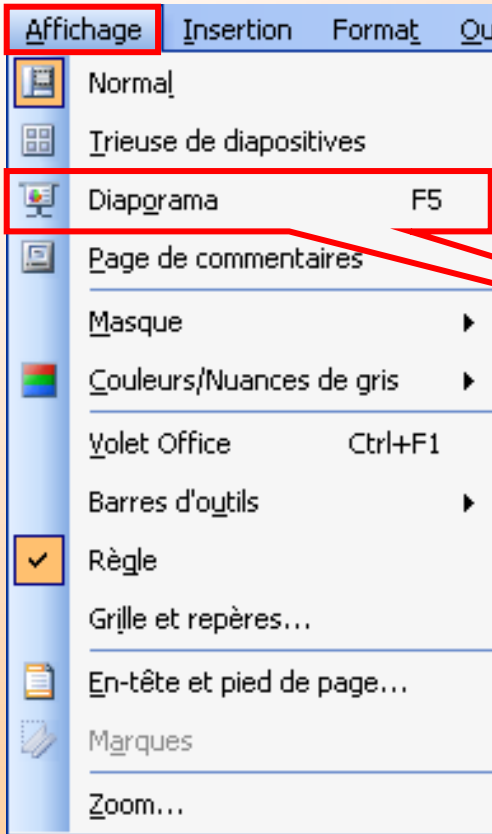 Affichage Insertion Format Ou
Normal
Trieuse de diapositives
Diaporama F5
Page de commentaires
Masque
Couleurs/Nuances de gris
Volet Office Ctrl+F1
Barres d'outils
Règle
Grille et repères...
En-tête et pied de page...
Marques
Zoom...